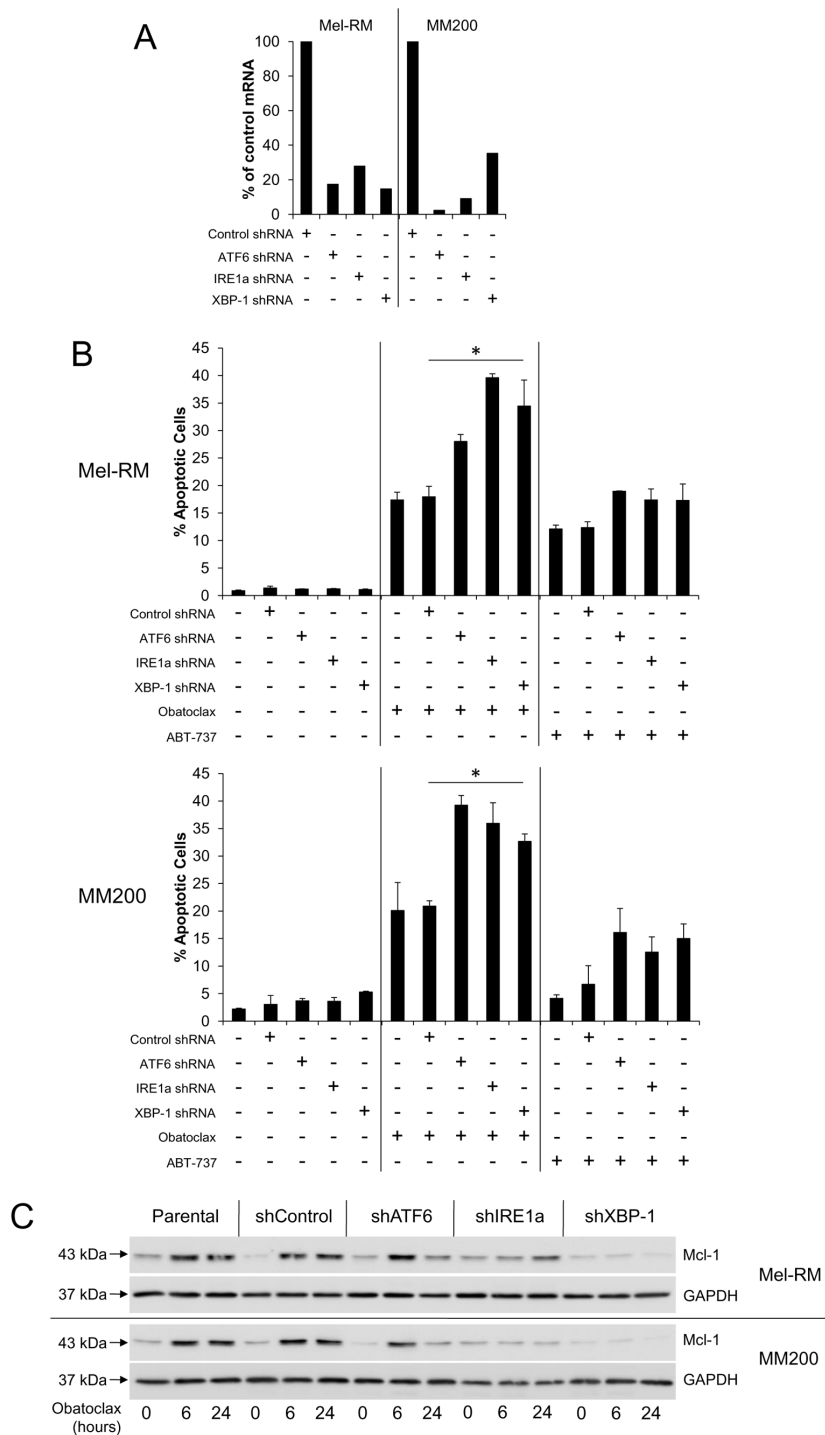 A
Mel-RM MM200
% of control mRNA
100
80
60
40
20
0
Control shRNA + - - - + - - -
ATF6 shRNA - + - - - + - -
IRE1a shRNA - - + - - - + -
XBP-1 shRNA - - - + - - - +
B
Mel-RM
% Apoptotic Cells
45
40
35
30
25
20
15
10
5
0
*
Control shRNA - + - - - - + - - - - + - - -
ATF6 shRNA - - + - - - - + - - - - + - -
IRE1a shRNA - - - + - - - - + - - - - + -
XBP-1 shRNA - - - - + - - - - + - - - - +
Obatoclax - - - - - + + + + + - - - - -
ABT-737 - - - - - - - - - - + + + + +
MM200
% Apoptotic Cells
45
40
35
30
25
20
15
10
5
0
*
Control shRNA - + - - - - + - - - - + - - -
ATF6 shRNA - - + - - - - + - - - - + - -
IRE1a shRNA - - - + - - - - + - - - - + -
XBP-1 shRNA - - - - + - - - - + - - - - +
Obatoclax - - - - - + + + + + - - - - -
ABT-737 - - - - - - - - - - + + + + +
C
Parental shControl shATF6 shIRE1a shXBP-1
43 kDa Mcl-1
Mel-RM
37 kDa GAPDH
43 kDa Mcl-1
MM200
37 kDa GAPDH
Obatoclax (hours) 0 6 24 0 6 24 0 6 24 0 6 24 0 6 24